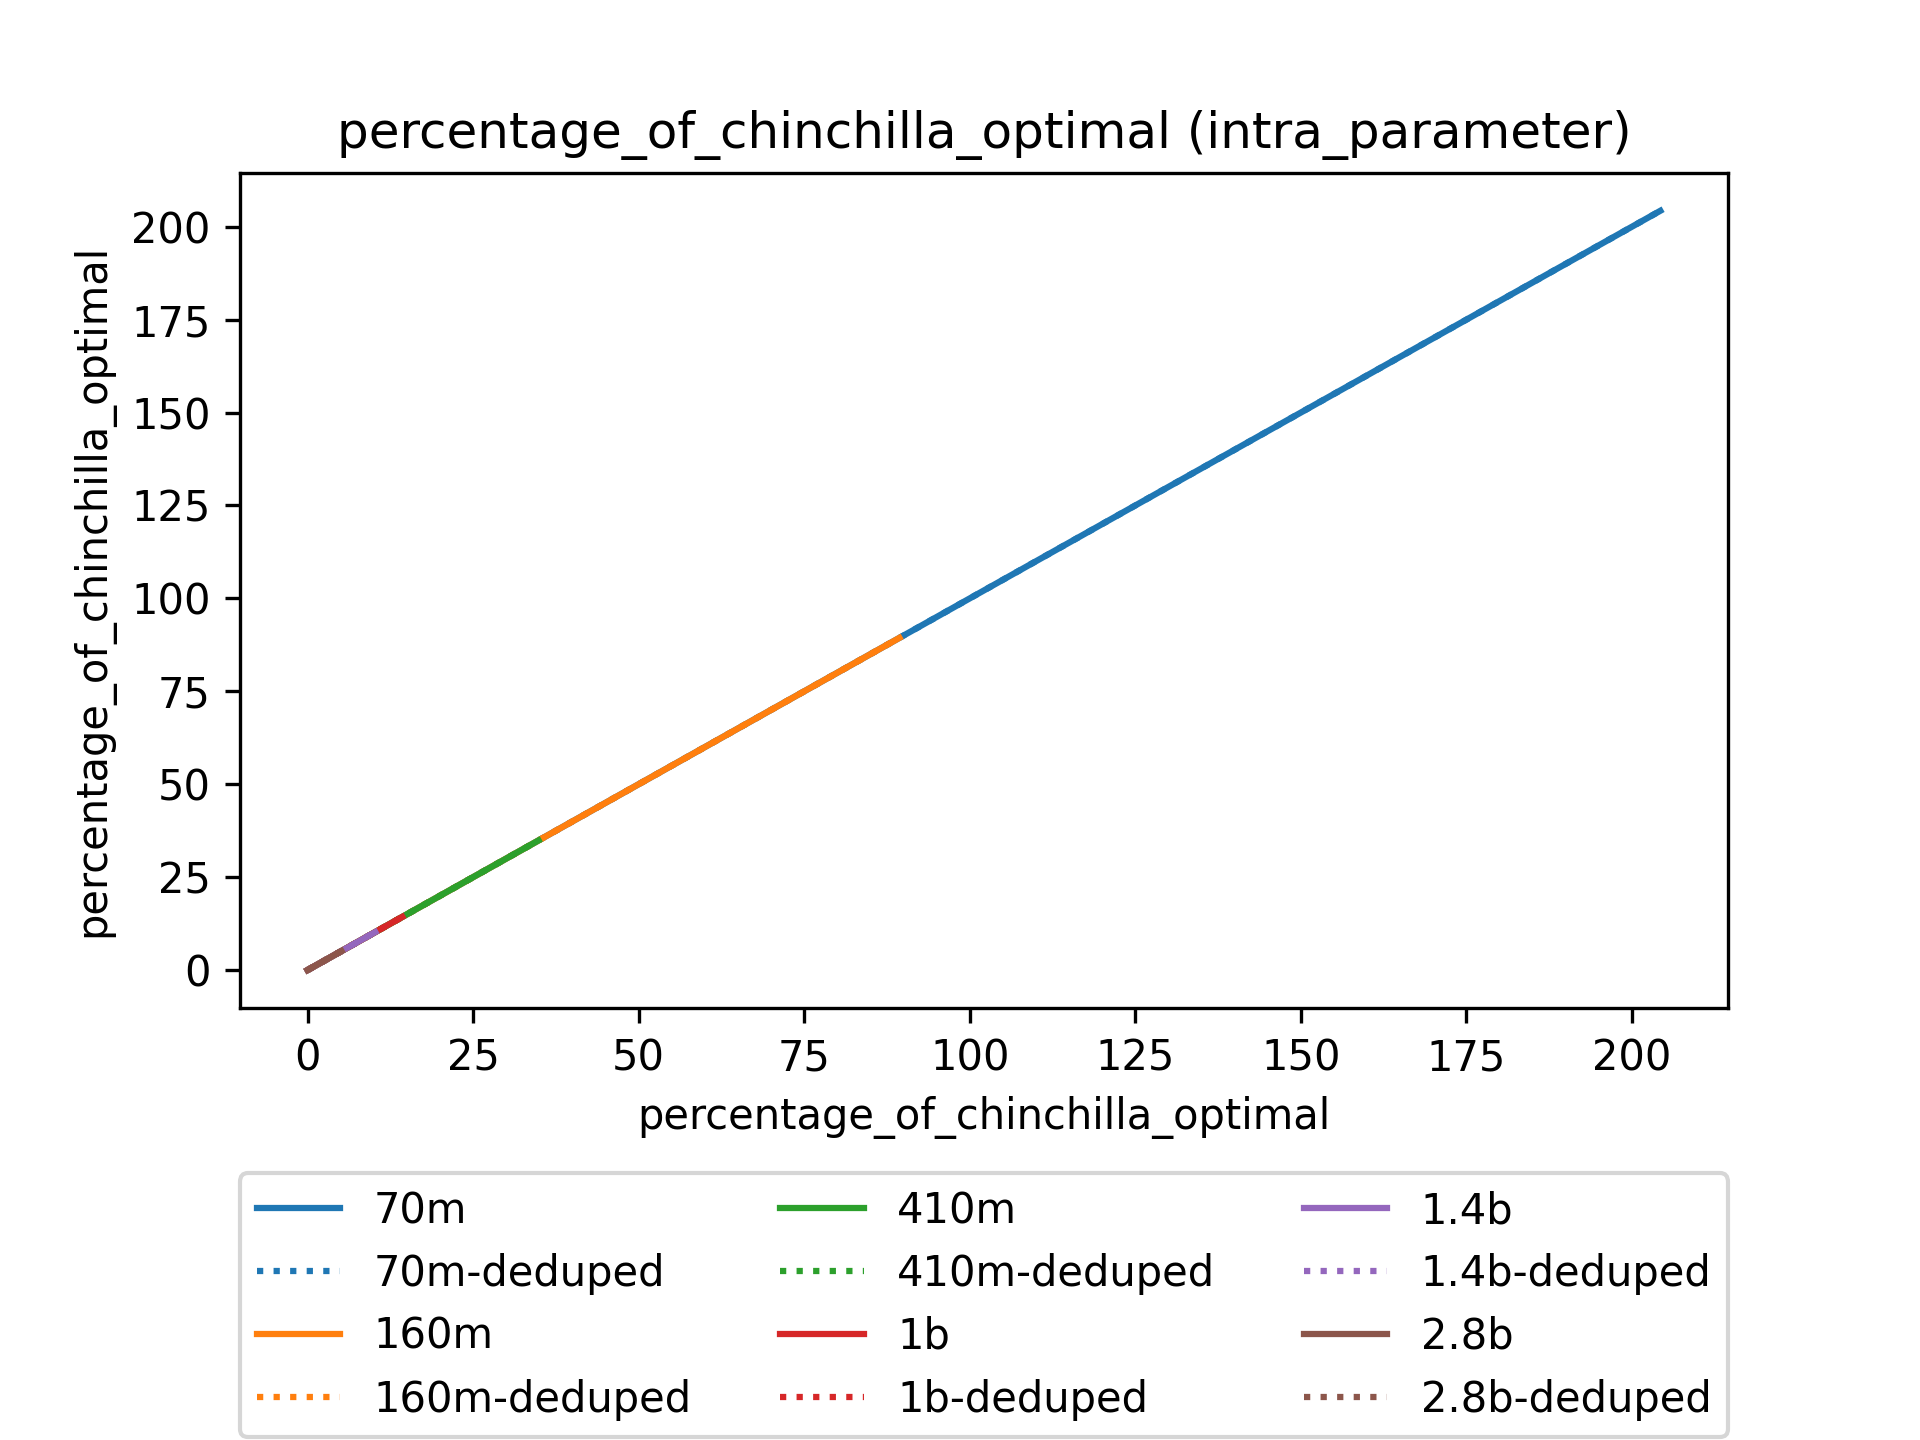 percentage_of_chinchilla_optimal (intra_parameter)
percentage_of_chinchilla_optimal
200
175
150
125
100
75
50
25
0
0 25 50 75 100 125 150 175 200
percentage_of_chinchilla_optimal
70m 410m 1.4b
70m-deduped 410m-deduped 1.4b-deduped
160m 1b 2.8b
160m-deduped 1b-deduped 2.8b-deduped